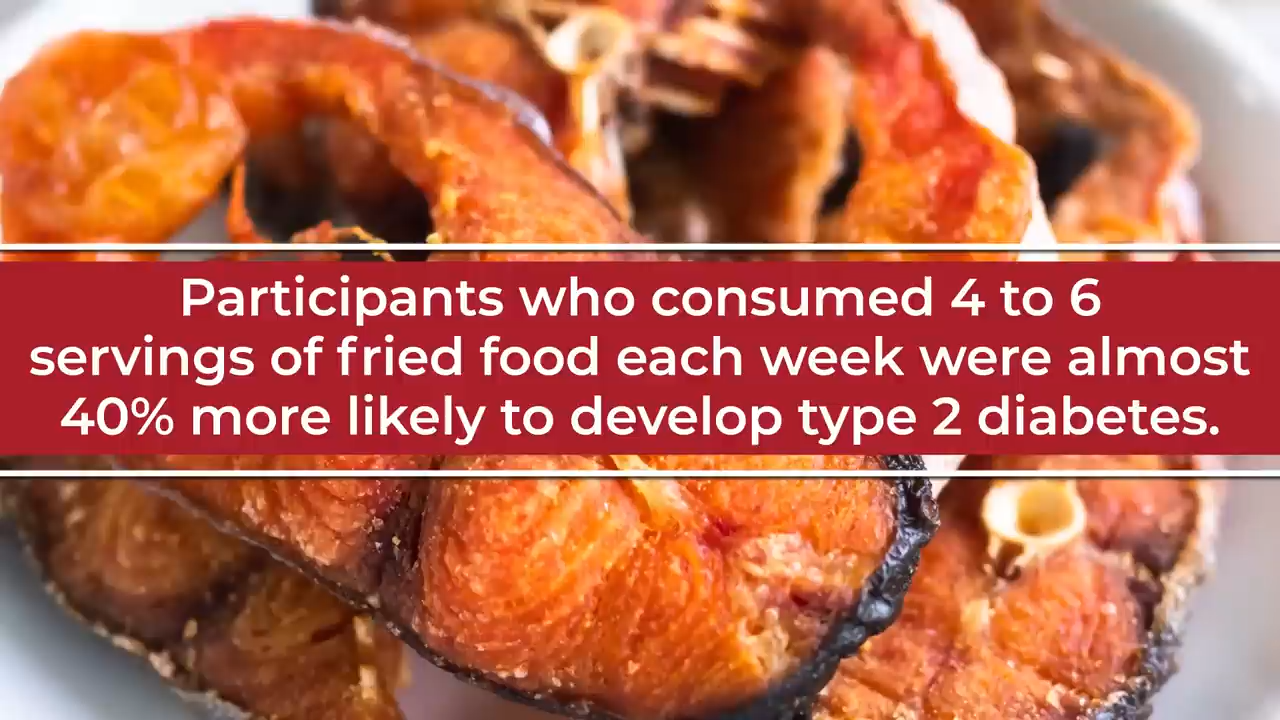 Participants who consumed 4 to 6
servings of fried food each week were almost
40% more likely to develop type 2 diabetes.